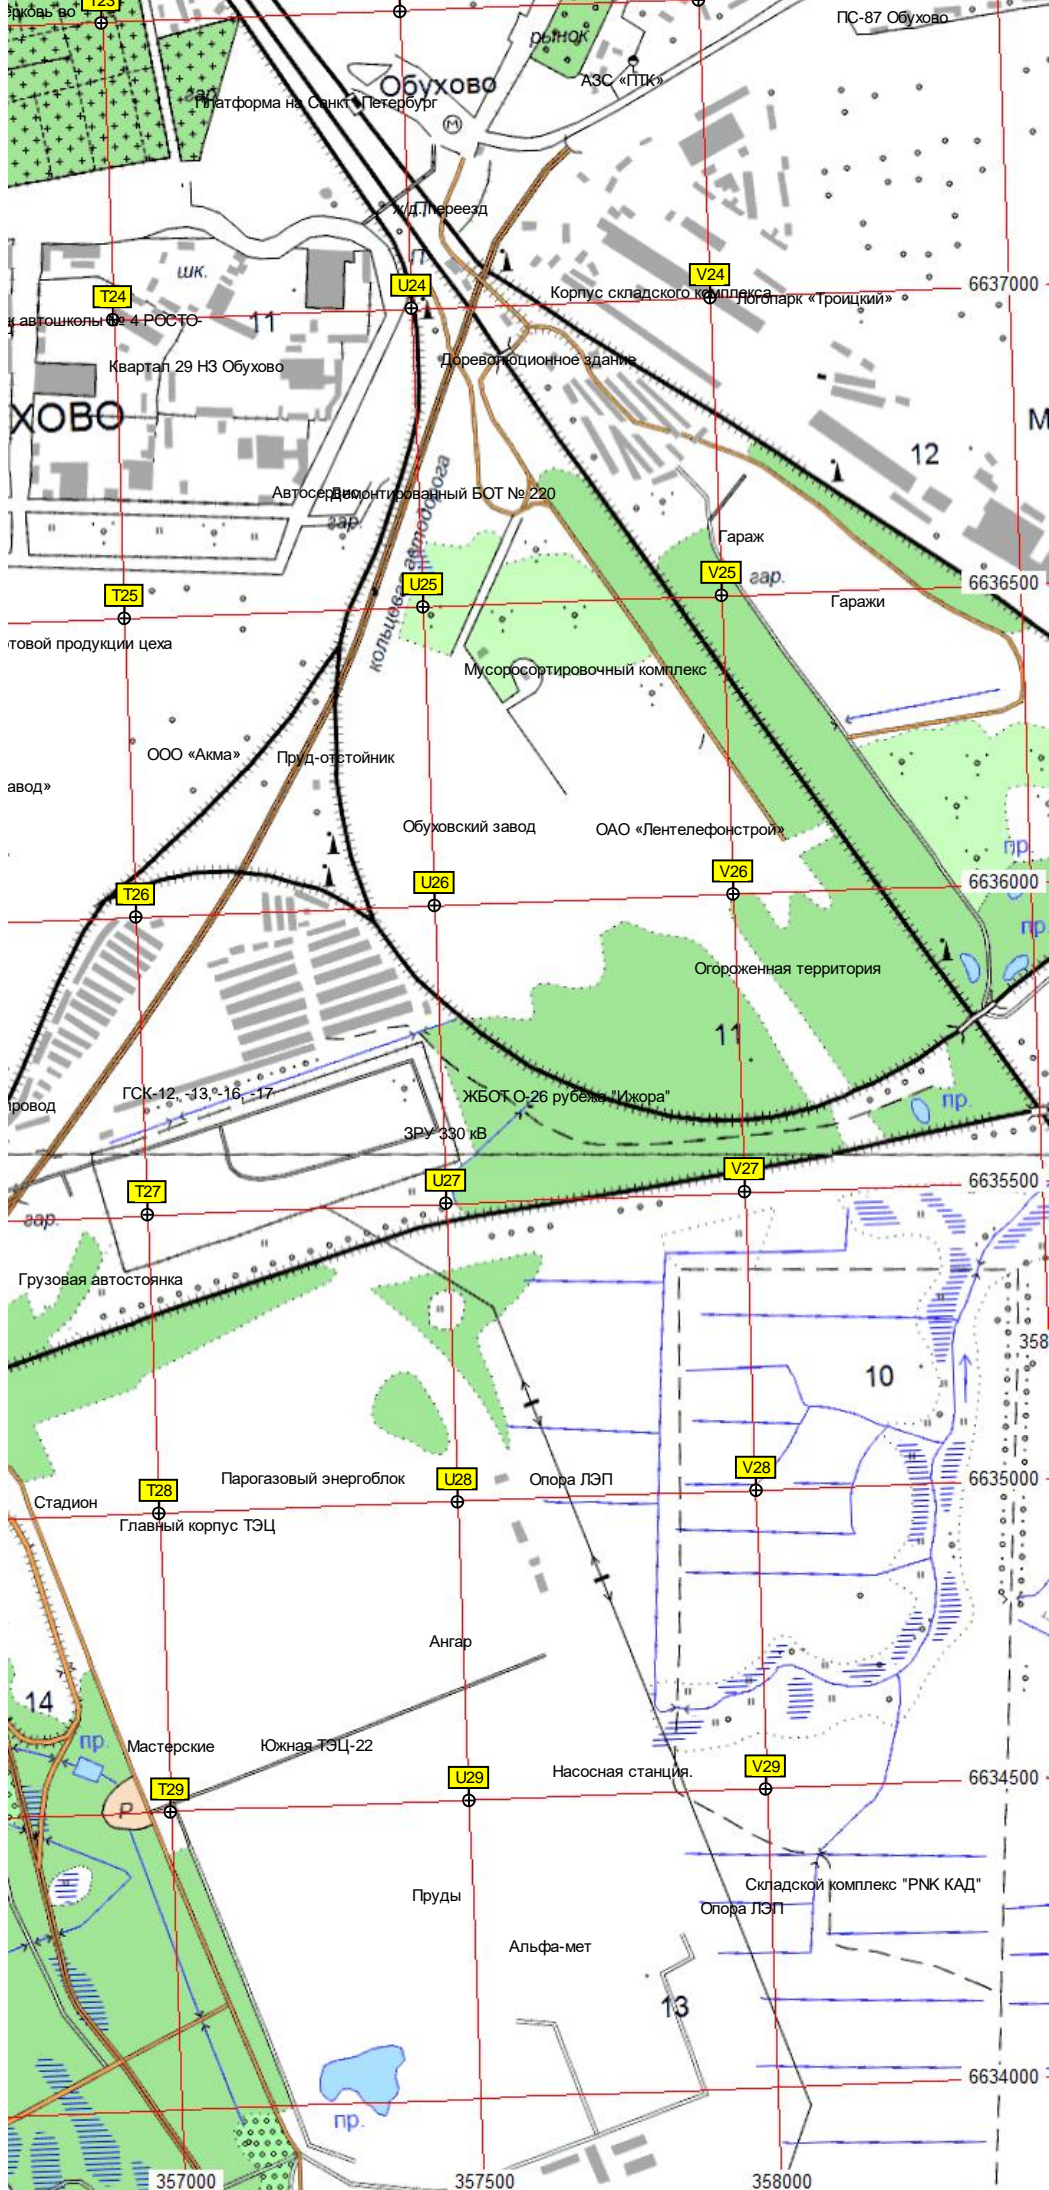 T23
ерковь во
ПС-87 Обухово
рынок
АЗС «ПТК»
Обухово
гар.
Платформа на Санкт-Петербург
М
ж/д. переезд
П
шк.
T24
U24
V24
6637000
Корпус складского комплекса
Логопарк «Троицкий»
к автошколы № 4 РОСТО-
11
Дореволюционное здание
Квартал 29 НЗ Обухово
ХОВО
М
12
Автосервис
Демонтированный БОТ № 220
гар.
кольцевая автодорога
Гараж
T25
U25
V25
гар.
6636500
Гаражи
отовой продукции цеха
Мусоросортировочный комплекс
ООО «Акма»
Пруд-отстойник
авод»
Обуховский завод
ОАО «Лентелефонстрой»
пр.
T26
U26
V26
6636000
пр.
Огороженная территория
11
ГСК-12, -13, -16, -17
ЖБОТ О-26 рубежа "Ижора"
пр.
провод
ЗРУ 330 кВ
T27
U27
V27
6635500
гар.
Грузовая автостоянка
358
10
Парогазовый энергоблок
Опора ЛЭП
T28
U28
V28
6635000
Стадион
Главный корпус ТЭЦ
Ангар
14
пр.
Мастерские
Южная ТЭЦ-22
Насосная станция.
T29
U29
V29
6634500
Р
Складской комплекс "PNK КАД"
Пруды
Опора ЛЭП
Альфа-мет
13
6634000
пр.
357000
357500
358000